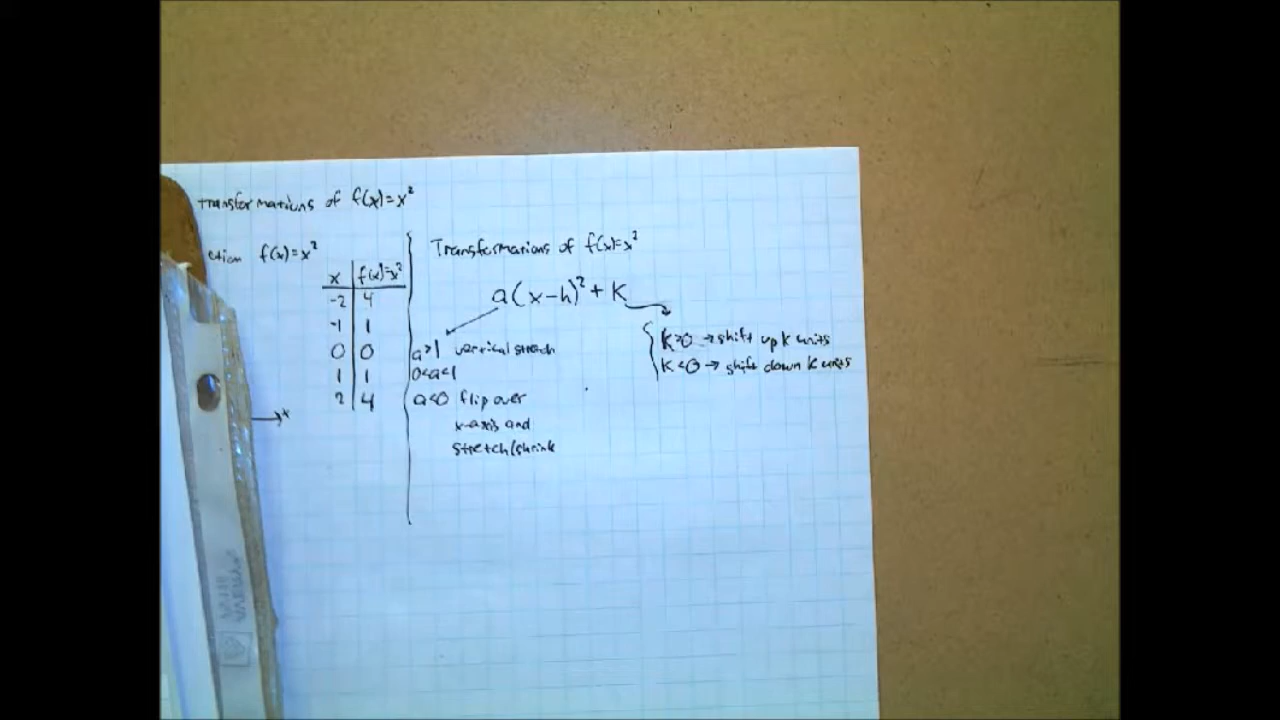 transformations of f(x)=x²
ction f(x)=x²
x f(x)=x²
-2 4
-1 1
0 0
1 1
2 4
x
Transformations of f(x)=x²
a(x-h)²+K
a>1 vertical stretch
0<a<1
a<0 flip over
x-axis and
stretch/shrink
K>0 → shift up K units
K<0 → shift down K units